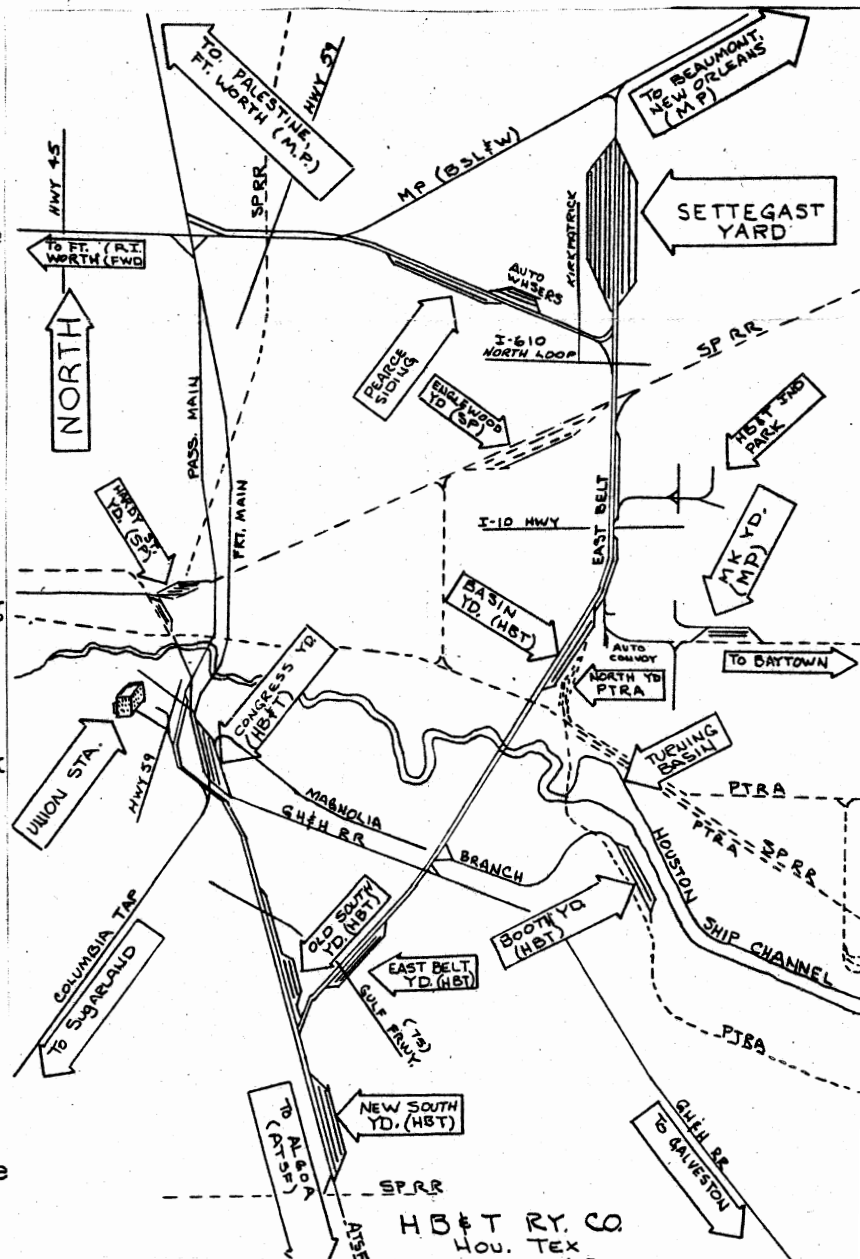 TO PALESTINE,
FT. WORTH (M.P.)
HWY 59
TO BEAUMONT,
NEW ORLEANS
(MP)
HWY 45
SP RR
MP (BSL&W)
SETTEGAST
YARD
TO FT. (R.I.
WORTH (FWD
KIRKPATRICK
AUTO
WHSERS
NORTH
PEARCE
SIDING
I-610
NORTH LOOP
SP RR
PASS. MAIN
ENGLEWOOD
YD (SP)
HB&T IND
PARK
HARDY ST.
YD. (SP)
FRT. MAIN
I-10 HWY
EAST BELT
MK YD.
(MP)
BASIN
YD. (HBT)
AUTO
CONVOY
TO BAYTOWN
NORTH YD
PTRA
CONGRESS YD
(HB&T)
UNION STA.
HWY 59
TURNING
BASIN
MAGNOLIA
GH&H RR
BRANCH
PTRA
PTRA
SP RR
HOUSTON
SHIP CHANNEL
COLUMBIA TAP
TO SUGARLAND
OLD SOUTH
YD. (HBT)
BOOTH YD.
(HBT)
EAST BELT
YD. (HBT)
GULF FRWY.
(75)
PTRA
NEW SOUTH
YD. (HBT)
TO ALGOA
(ATSF)
GH&H RR
TO GALVESTON
SP RR
ATSF
HB&T RY. CO.
HOU. TEX